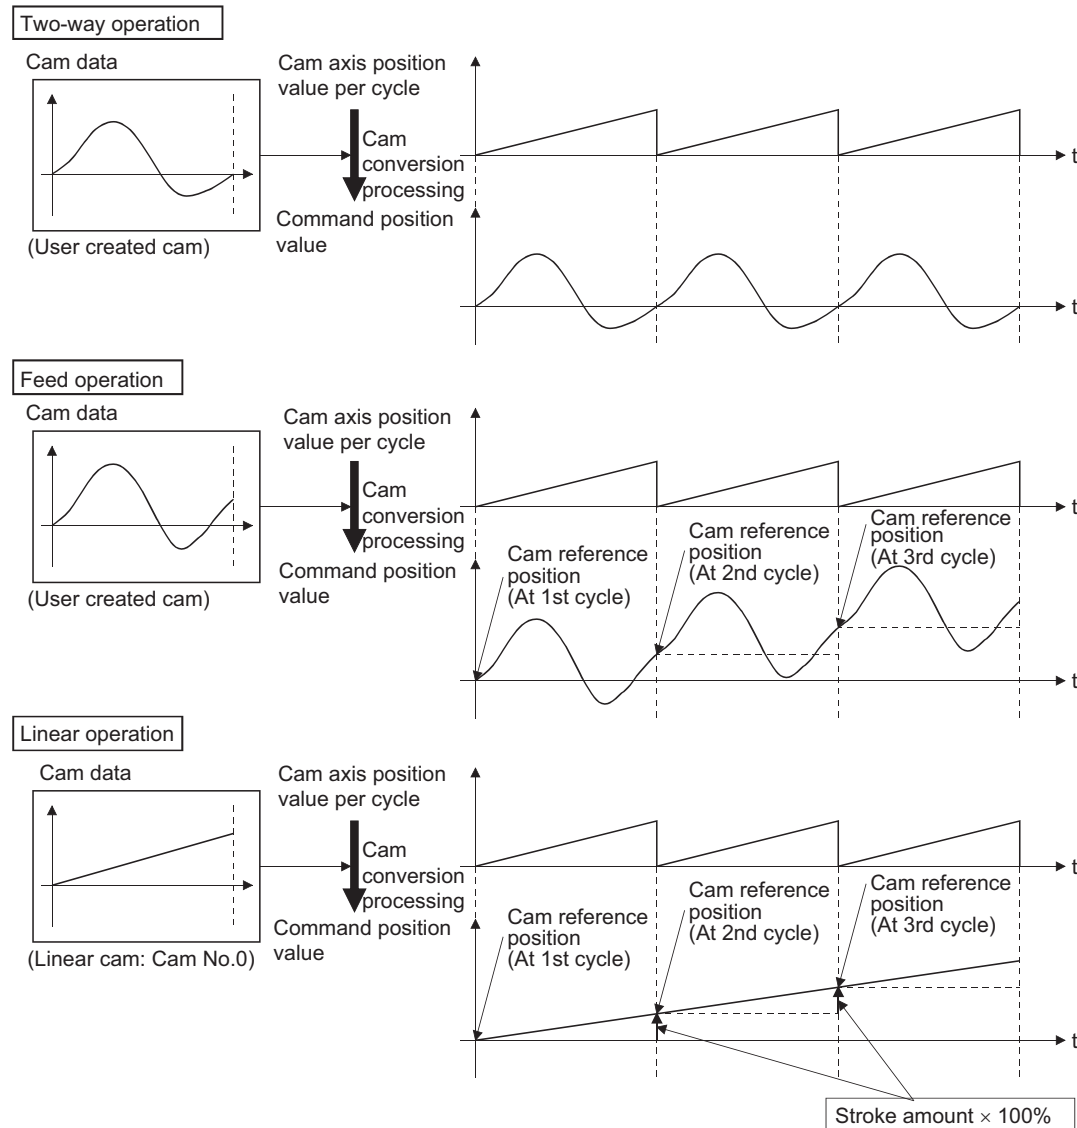 Two-way operation
Cam data
(User created cam)
Cam axis position
value per cycle
Cam
conversion
processing
Command position
value
t
t
Feed operation
Cam data
(User created cam)
Cam axis position
value per cycle
Cam
conversion
processing
Command position
value
t
Cam reference
position
(At 1st cycle)
Cam reference
position
(At 2nd cycle)
Cam reference
position
(At 3rd cycle)
t
Linear operation
Cam data
(Linear cam: Cam No.0)
Cam axis position
value per cycle
Cam
conversion
processing
Command position
value
t
Cam reference
position
(At 1st cycle)
Cam reference
position
(At 2nd cycle)
Cam reference
position
(At 3rd cycle)
t
Stroke amount × 100%